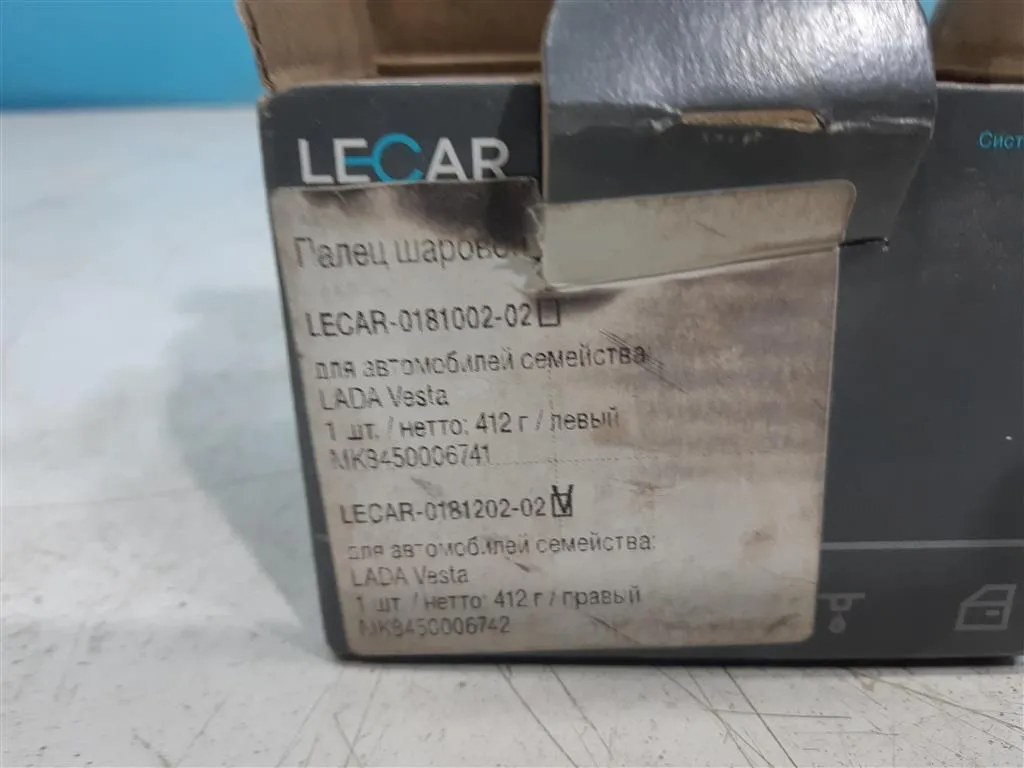 LECAR
Сист
Палец шарово
LECAR-0181002-02
для автомобилей семейства:
LADA Vesta
1 шт. / нетто: 412 г / левый
MK8450006741
LECAR-0181202-02 V
для автомобилей семейства:
LADA Vesta
1 шт. / нетто: 412 г / правый
MK8450006742